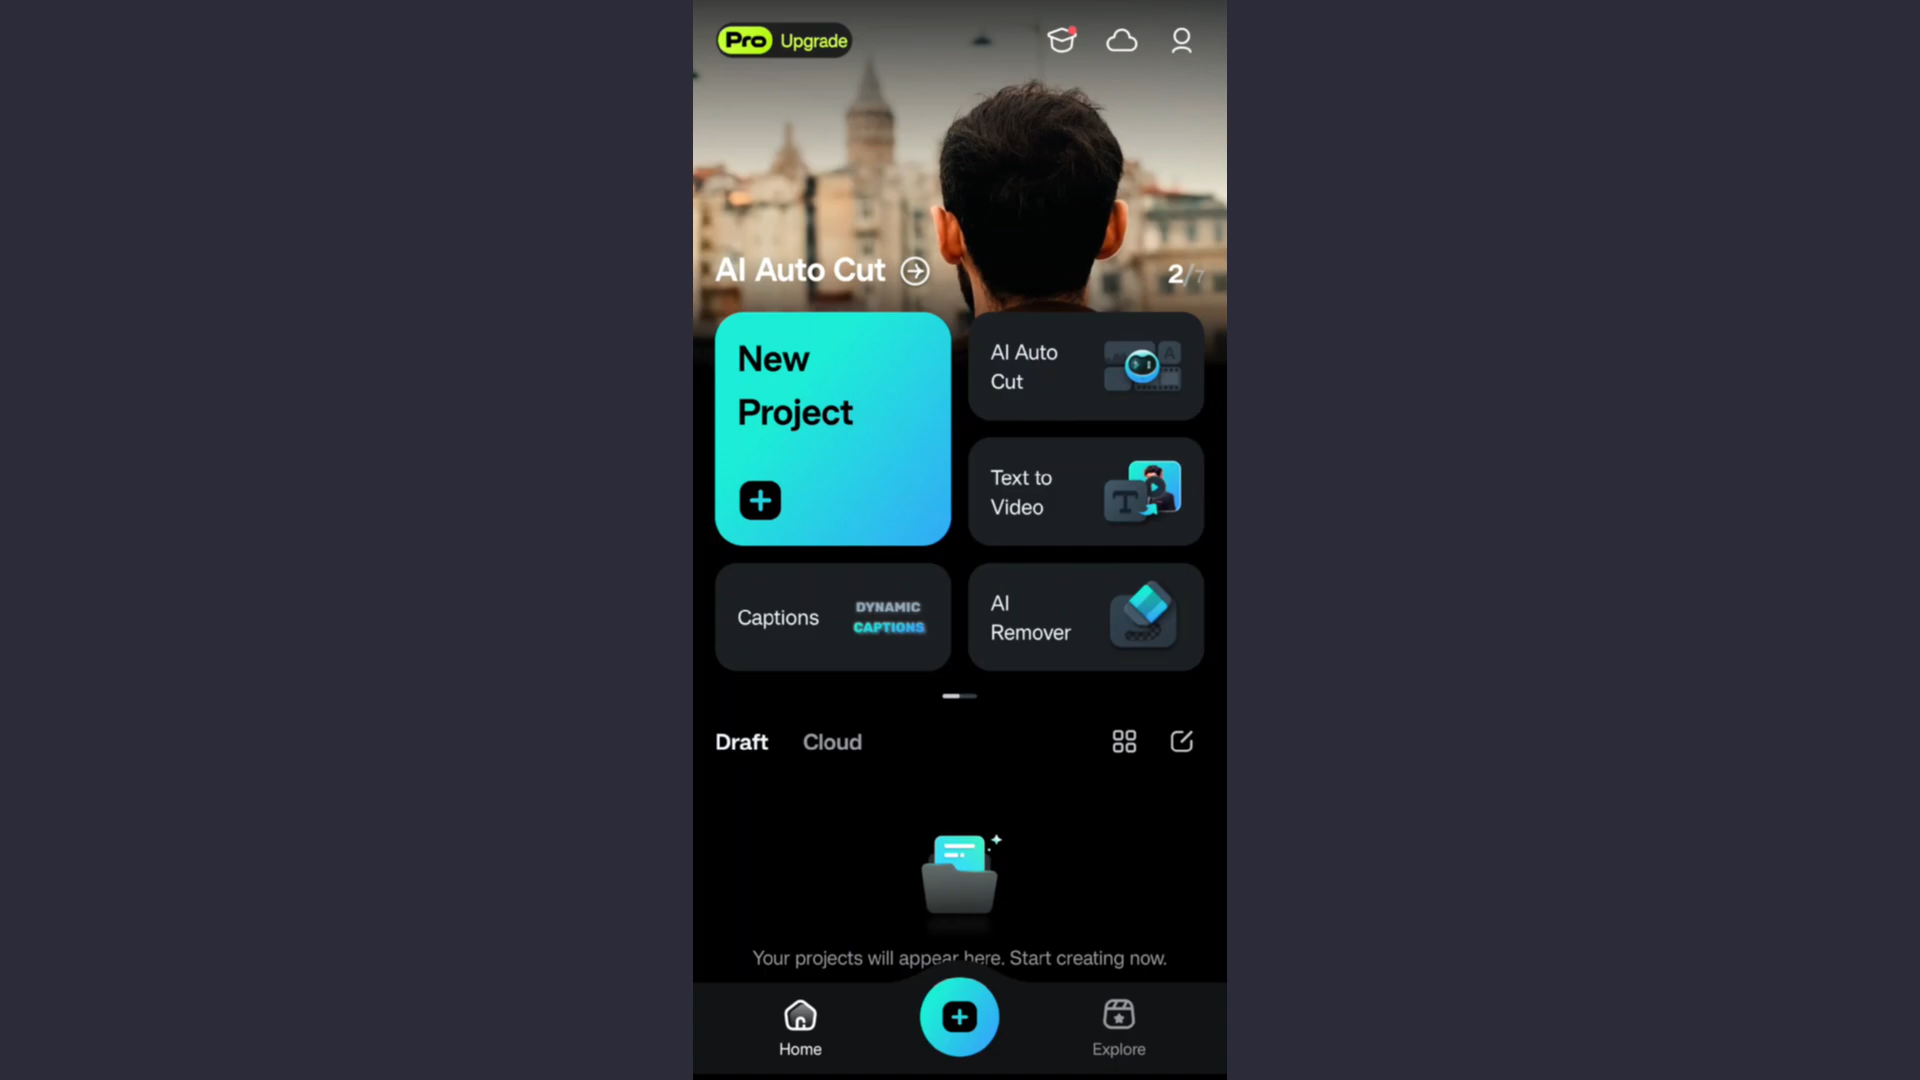 Pro Upgrade
AI Auto Cut
2/7
New
Project
AI Auto
Cut
A
Text to
Video
T
Captions
DYNAMIC
CAPTIONS
AI
Remover
Draft Cloud
Your projects will appear here. Start creating now.
Home
Explore